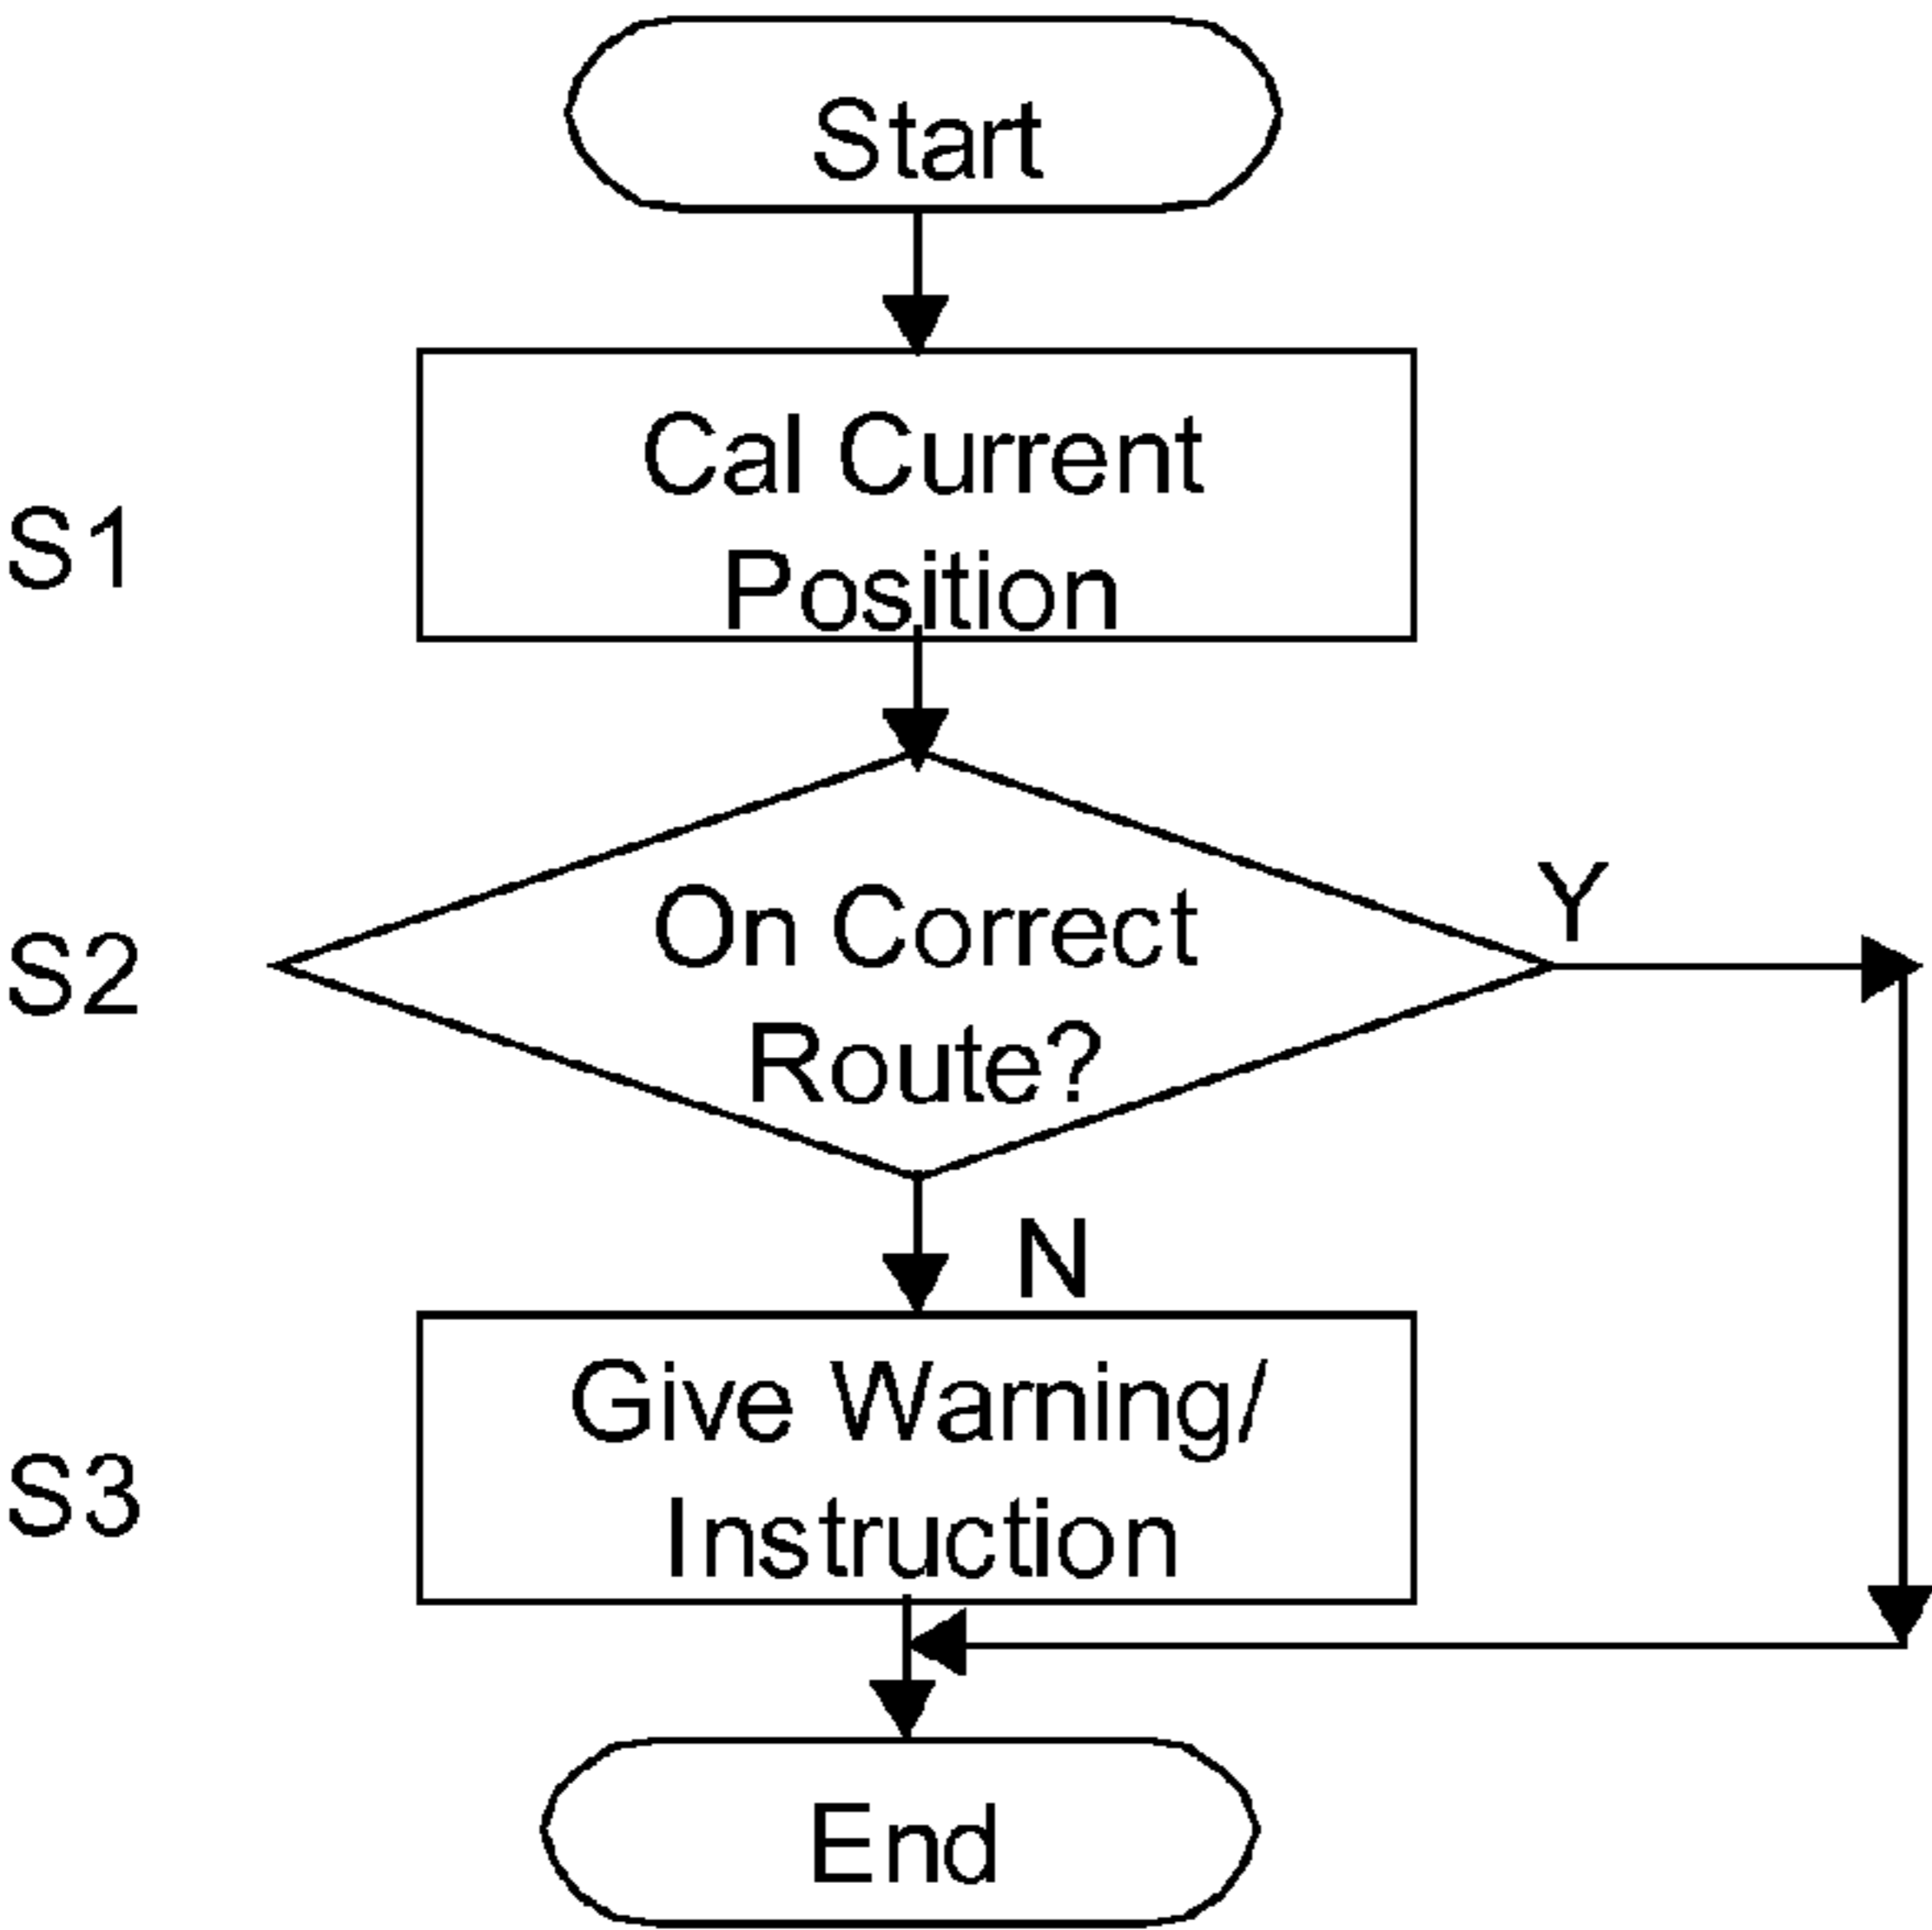 Start
S1
Cal Current
Position
S2
On Correct
Route?
Y
N
S3
Give Warning/
Instruction
End